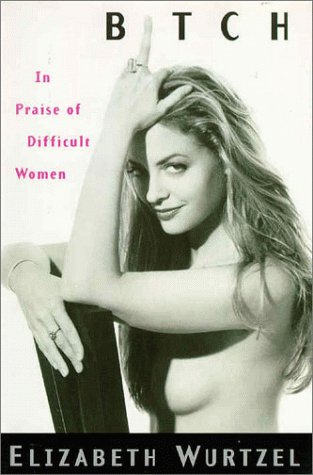 B TCH
In
Praise of
Difficult
Women
ELIZABETH WURTZEL